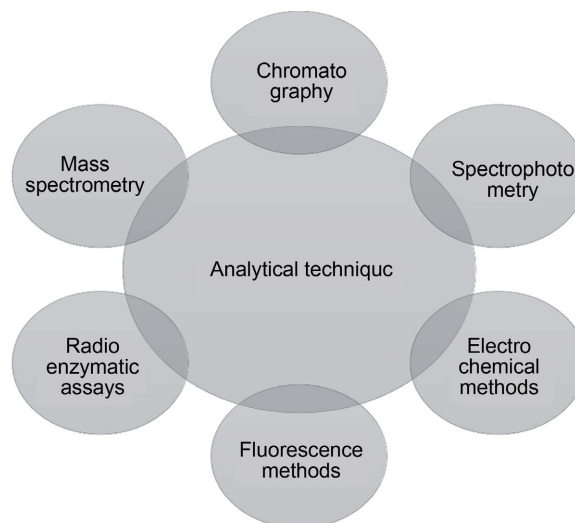 Chromato
graphy
Mass
spectrometry
Spectrophoto
metry
Analytical techniquc
Radio
enzymatic
assays
Electro
chemical
methods
Fluorescence
methods